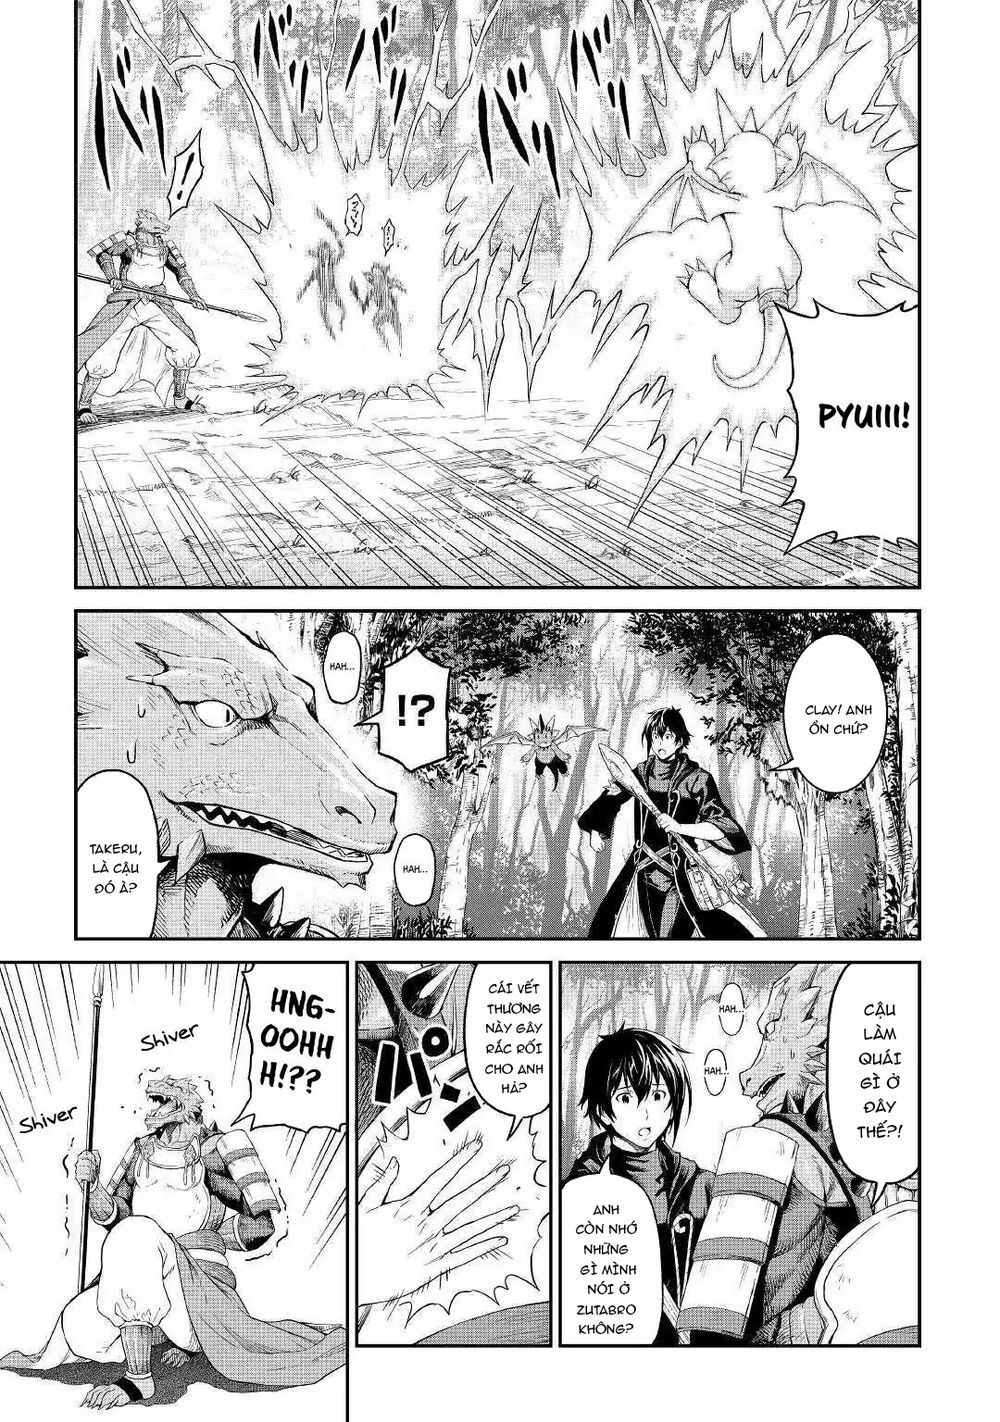 PYUIII!
CLAY! ANH
ỒN CHỨ?
!?
HAH...
HAH...
TAKERU,
LÀ CẬU
ĐÓ À?
CẬU
LÀM
QUÁI
GÌ Ở
ĐÂY
THẾ?!
HAH...
HAH...
ANH
CÒN NHỚ
NHỮNG
GÌ MÌNH
NÓI Ở
ZUTABRO
KHÔNG?
CÁI VẾT
THƯƠNG
NÀY GÂY
RẮC RỐI
CHO ANH
HẢ?
HNG-
OOHH
H!??
Shiver
Shiver